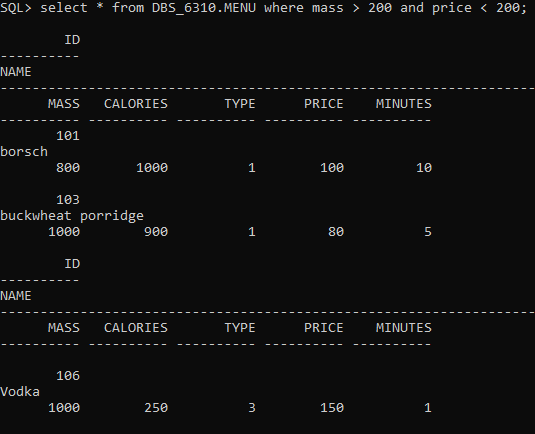 SQL> select * from DBS_6310.MENU where mass > 200 and price < 200;
        ID
----------
NAME
-------------------------------------------------------------------
      MASS   CALORIES       TYPE      PRICE    MINUTES
---------- ---------- ---------- ---------- ----------
       101
borsch
       800       1000          1        100         10
       103
buckwheat porridge
      1000        900          1         80          5
        ID
----------
NAME
-------------------------------------------------------------------
      MASS   CALORIES       TYPE      PRICE    MINUTES
---------- ---------- ---------- ---------- ----------
       106
Vodka
      1000        250          3        150          1